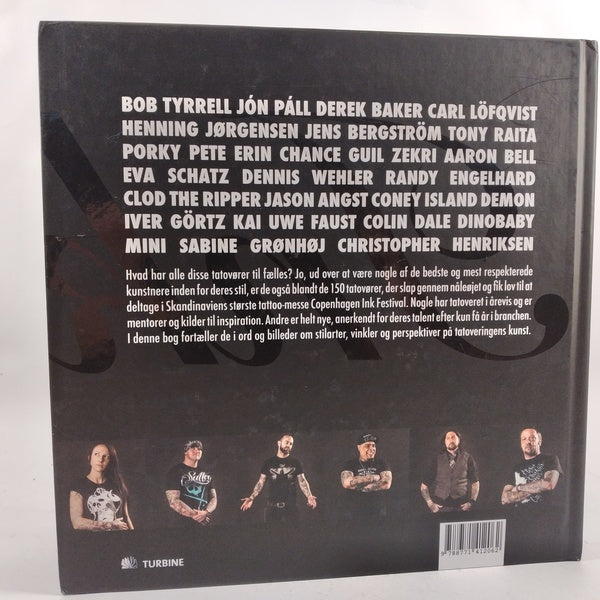 BOB TYRRELL JÓN PÁLL DEREK BAKER CARL LÖFQVIST
HENNING JØRGENSEN JENS BERGSTRÖM TONY RAITA
PORKY PETE ERIN CHANCE GUIL ZEKRI AARON BELL
EVA SCHATZ DENNIS WEHLER RANDY ENGELHARD
CLOD THE RIPPER JASON ANGST CONEY ISLAND DEMON
IVER GÖRTZ KAI UWE FAUST COLIN DALE DINOBABY
MINI SABINE GRØNHØJ CHRISTOPHER HENRIKSEN
Hvad har alle disse tatovører til fælles? Jo, ud over at være nogle af de bedste og mest respekterede
kunstnere inden for deres stil, er de også blandt de 150 tatovører, der slap gennem nåleøjet og fik lov til at
deltage i Skandinaviens største tattoo-messe Copenhagen Ink Festival. Nogle har tatoveret i årevis og er
mentorer og kilder til inspiration. Andre er helt nye, anerkendt for deres talent efter kun få år i branchen.
I denne bog fortæller de i ord og billeder om stilarter, vinkler og perspektiver på tatoveringens kunst.
TURBINE
9 788771 412062